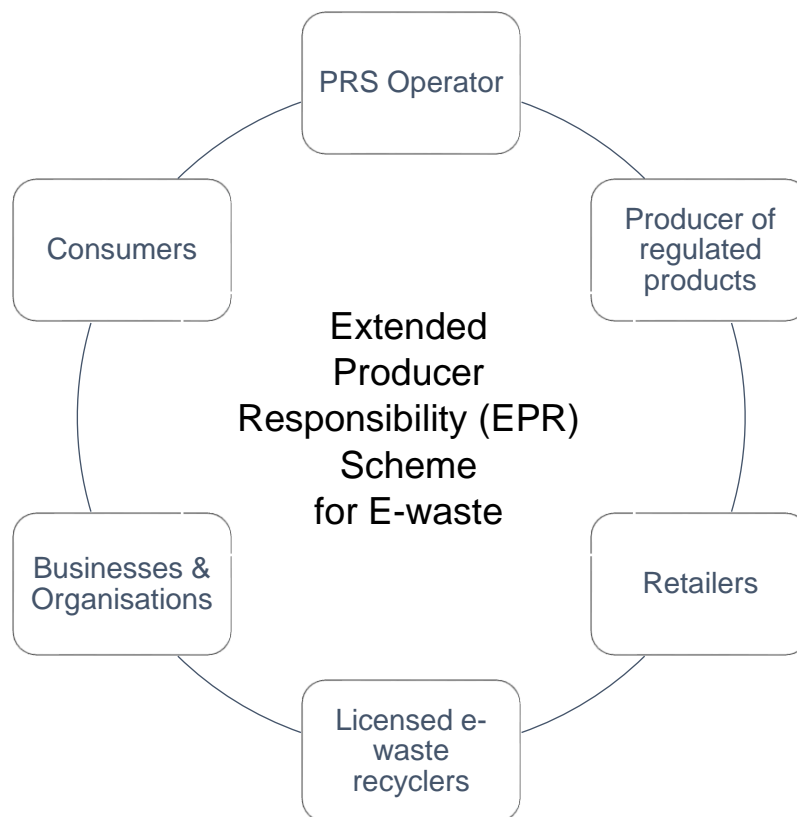 PRS Operator
Producer of
regulated
products
Consumers
Extended
Producer
Responsibility (EPR)
Scheme
for E-waste
Businesses &
Organisations
Retailers
Licensed e-
waste
recyclers